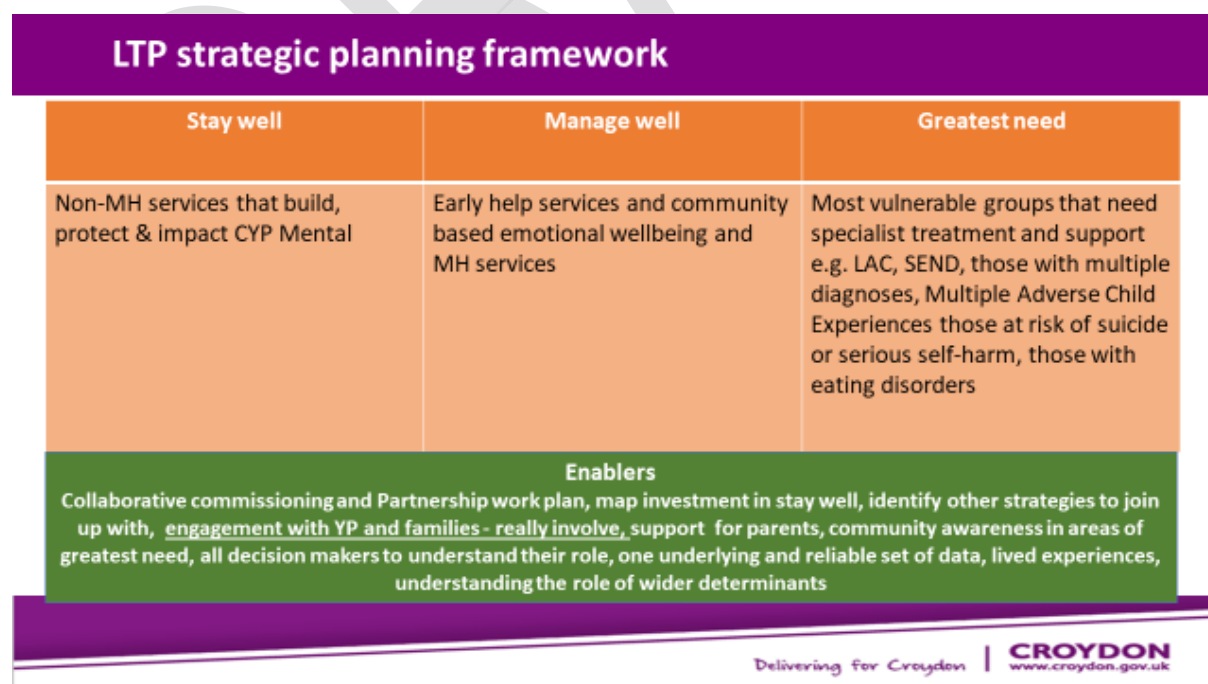 LTP strategic planning framework
Stay well
Manage well
Greatest need
Non-MH services that build,
protect & impact CYP Mental
Early help services and community
based emotional wellbeing and
MH services
Most vulnerable groups that need
specialist treatment and support
e.g. LAC, SEND, those with multiple
diagnoses, Multiple Adverse Child
Experiences those at risk of suicide
or serious self-harm, those with
eating disorders
Enablers
Collaborative commissioning and Partnership work plan, map investment in stay well, identify other strategies to join
up with, engagement with YP and families - really involve, support for parents, community awareness in areas of
greatest need, all decision makers to understand their role, one underlying and reliable set of data, lived experiences,
understanding the role of wider determinants
Delivering for Croydon | CROYDON
www.croydon.gov.uk